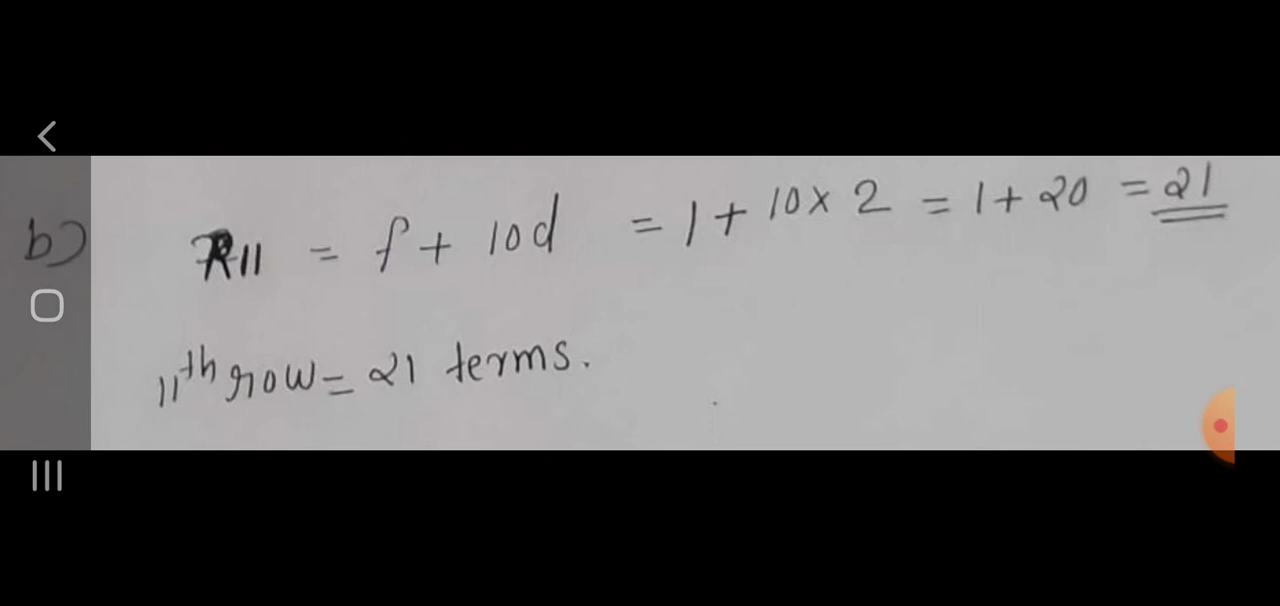 b) R11 = f + 10d = 1 + 10 x 2 = 1 + 20 = 21
11th row = 21 terms.